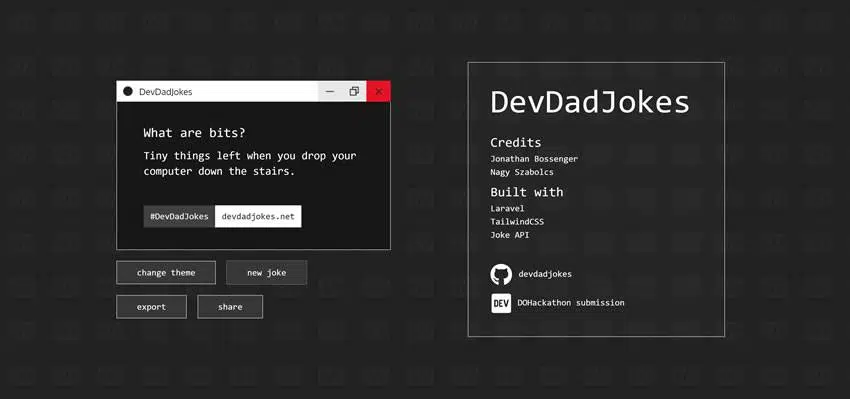 DevDadJokes
What are bits?
Tiny things left when you drop your
computer down the stairs.
#DevDadJokes devdadjokes.net
change theme new joke
export share
DevDadJokes
Credits
Jonathan Bossenger
Nagy Szabolcs
Built with
Laravel
TailwindCSS
Joke API
devdadjokes
DEV DOHackathon submission